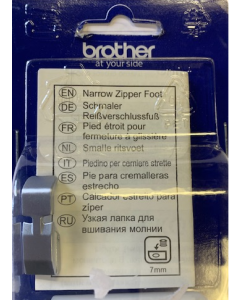 brother
at your side
EN Narrow Zipper Foot
DE Schmaler
Reißverschlussfuß
FR Pied étroit pour
fermeture à glissière
NL Smalle ritsvoet
IT Piedino per cerniere strette
ES Pie para cremalleras
estrecho
PT Calcador estreito para
zíper
RU Узкая лапка для
вшивания молнии
7mm